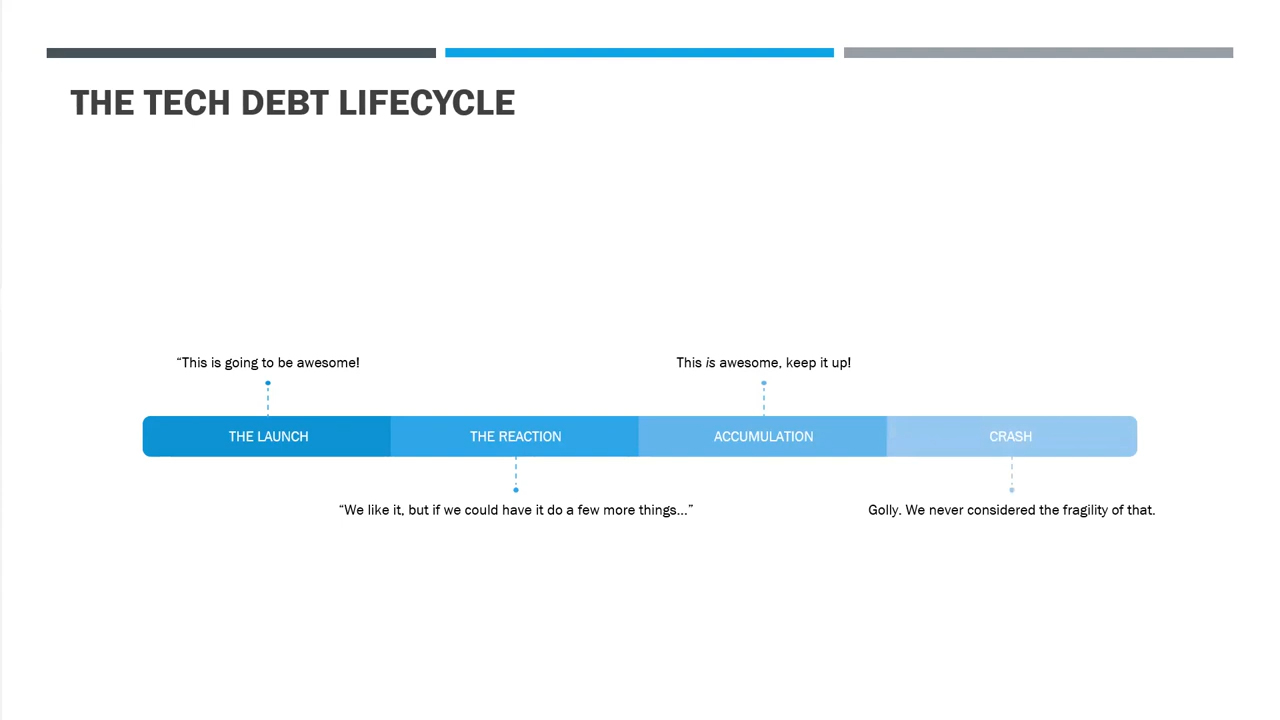 THE TECH DEBT LIFECYCLE
“This is going to be awesome!
This is awesome, keep it up!
THE LAUNCH
THE REACTION
ACCUMULATION
CRASH
“We like it, but if we could have it do a few more things...”
Golly. We never considered the fragility of that.